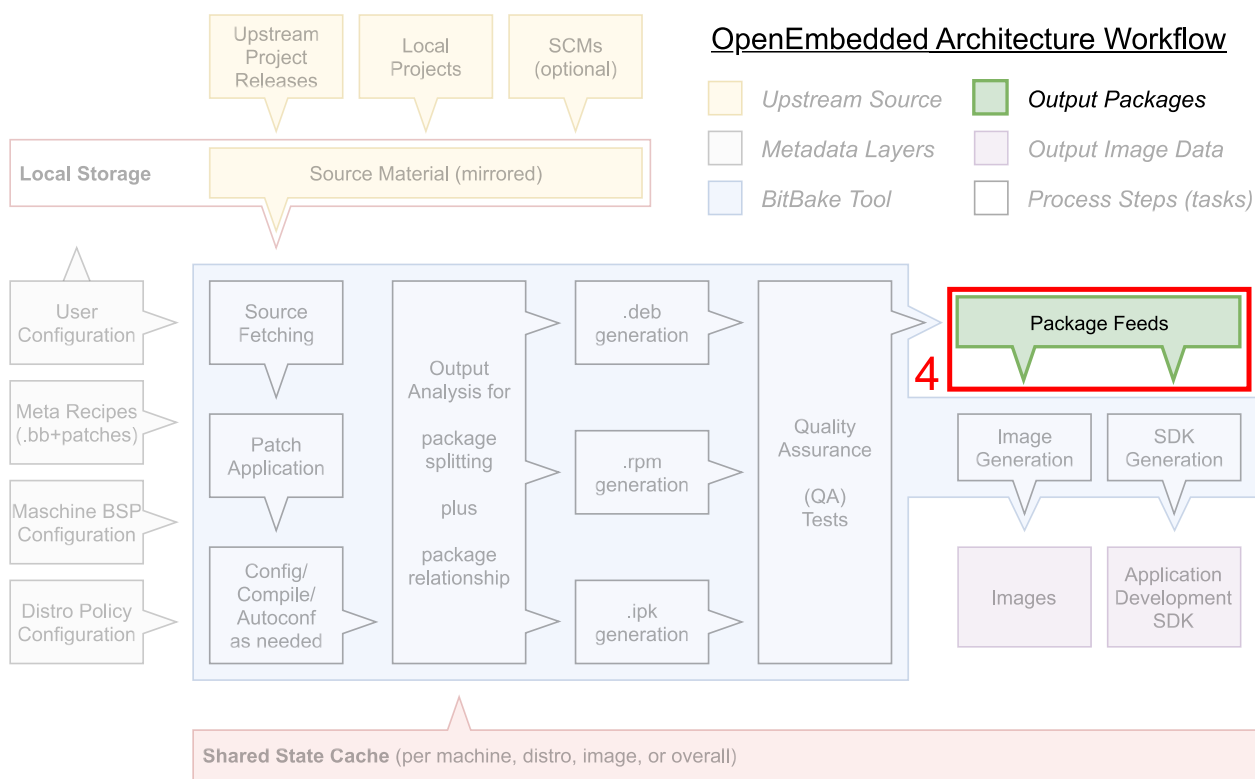 OpenEmbedded Architecture Workflow
Upstream
Project
Releases
Local
Projects
SCMs
(optional)
Upstream Source
Output Packages
Metadata Layers
Output Image Data
BitBake Tool
Process Steps (tasks)
Local Storage
Source Material (mirrored)
User
Configuration
Meta Recipes
(.bb+patches)
Maschine BSP
Configuration
Distro Policy
Configuration
Source
Fetching
Patch
Application
Config/
Compile/
Autoconf
as needed
Output
Analysis for
package
splitting
plus
package
relationship
.deb
generation
.rpm
generation
.ipk
generation
Quality
Assurance
(QA)
Tests
4
Package Feeds
Image
Generation
SDK
Generation
Images
Application
Development
SDK
Shared State Cache (per machine, distro, image, or overall)